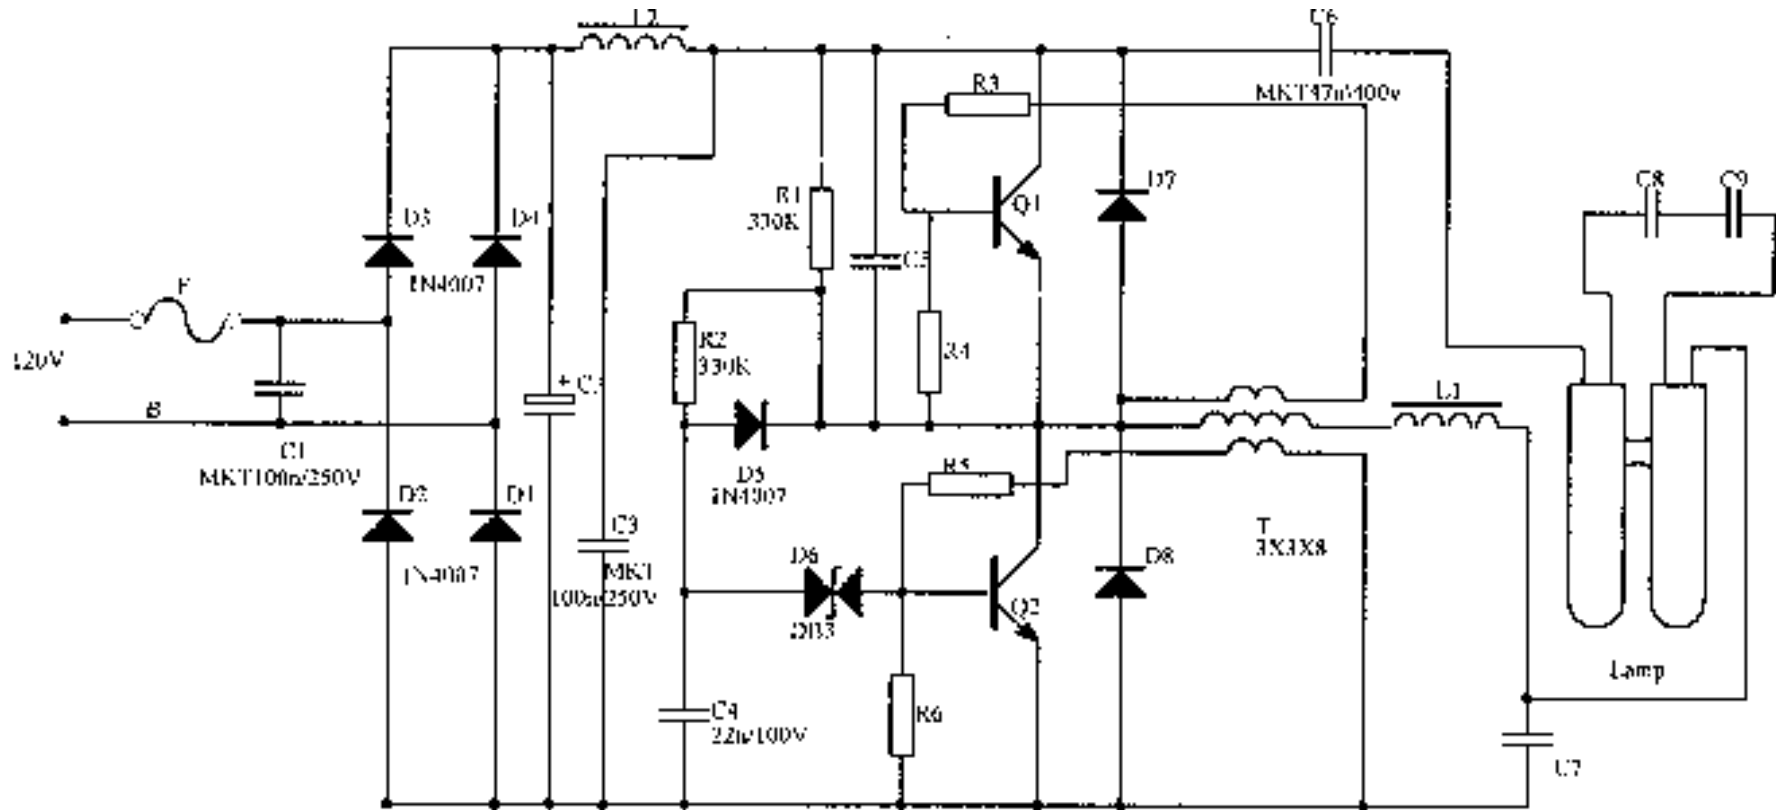 L2
C6
R3
MKT47n\400v
D7
C8
C9
R1
330K
Q1
D3
D4
C5
1N4007
F
R2
330K
R4
120V
B
C1
MKT100n/250V
L1
D5
1N4007
R5
D2
D1
C3
T
3X3X8
D6
D8
1N4007
MKT
100n/250V
DB3
Q2
Lamp
C4
22n/100V
R6
C7